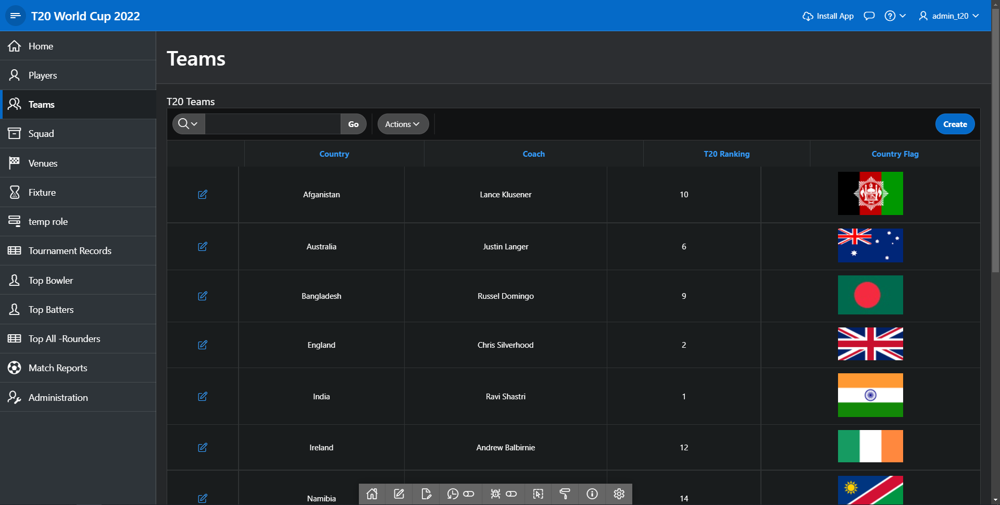 T20 World Cup 2022
Install App
admin_t20
Home
Players
Teams
Squad
Venues
Fixture
temp role
Tournament Records
Top Bowler
Top Batters
Top All -Rounders
Match Reports
Administration
Teams
T20 Teams
Go
Actions
Create
Country Coach T20 Ranking Country Flag
Afganistan Lance Klusener 10
Australia Justin Langer 6
Bangladesh Russel Domingo 9
England Chris Silverhood 2
India Ravi Shastri 1
Ireland Andrew Balbirnie 12
Namibia 14